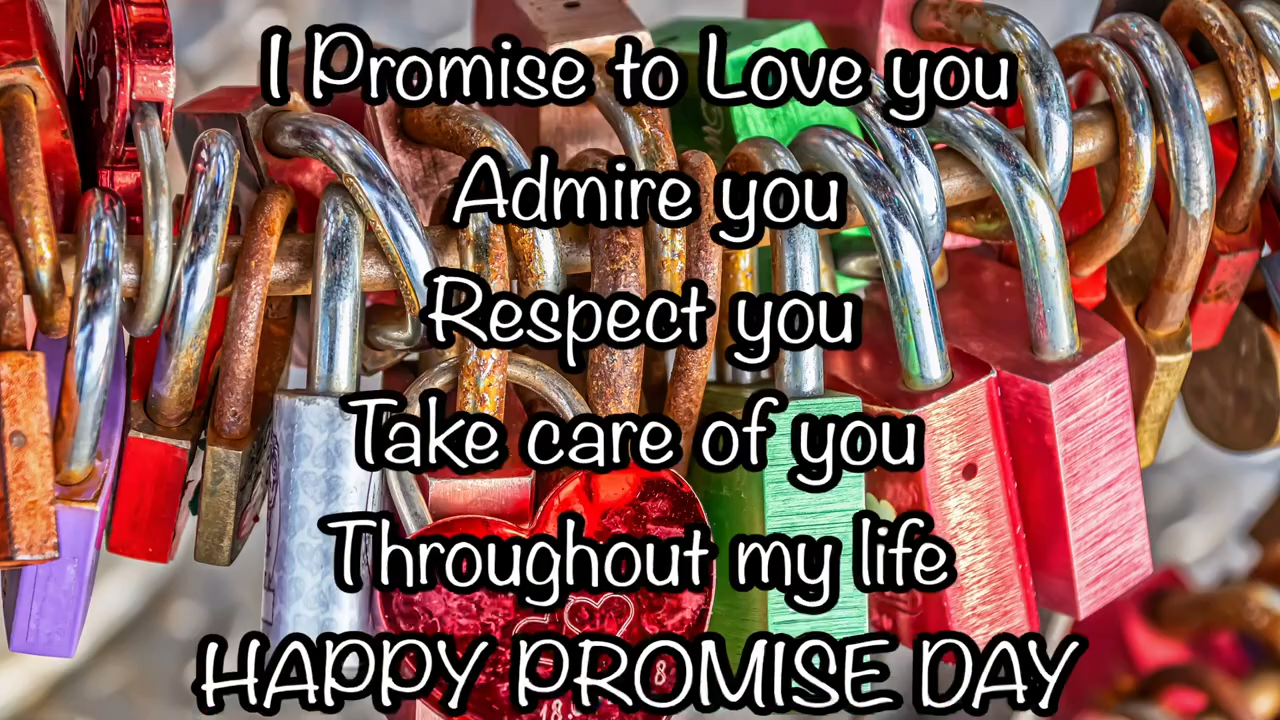 I Promise to Love you
Admire you
Respect you
Take care of you
Throughout my life
HAPPY PROMISE DAY